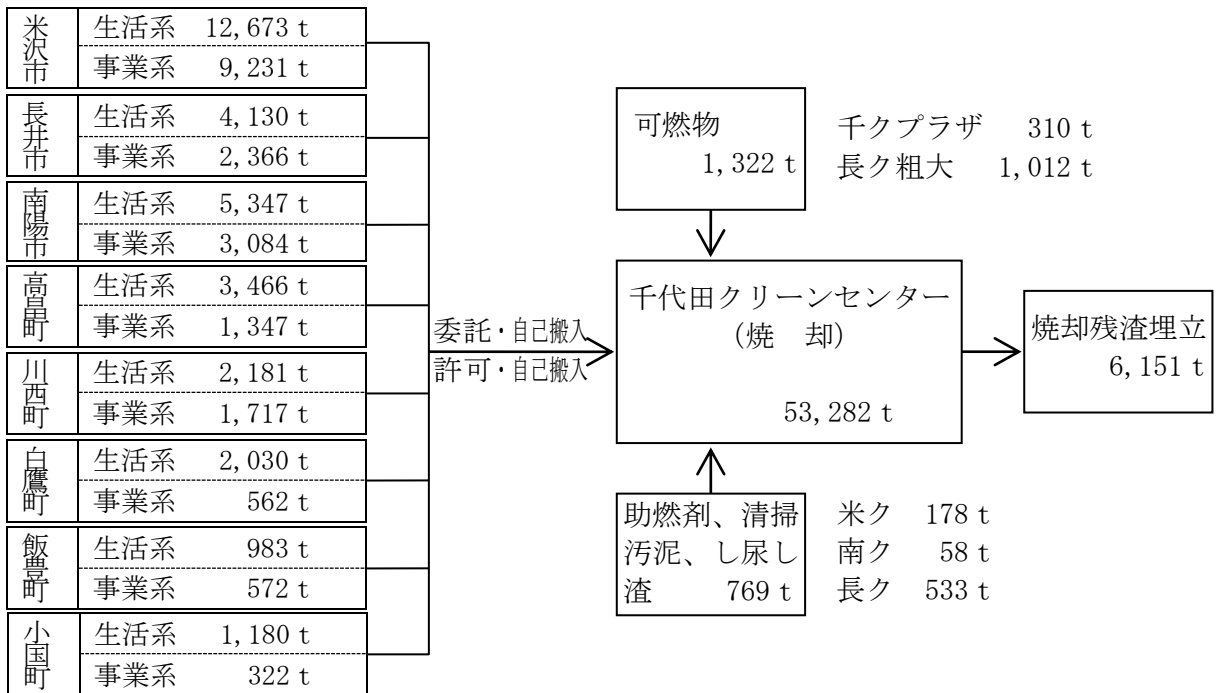 米沢市
生活系 12,673 t
事業系 9,231 t
長井市
生活系 4,130 t
事業系 2,366 t
南陽市
生活系 5,347 t
事業系 3,084 t
高畠町
生活系 3,466 t
事業系 1,347 t
川西町
生活系 2,181 t
事業系 1,717 t
白鷹町
生活系 2,030 t
事業系 562 t
飯豊町
生活系 983 t
事業系 572 t
小国町
生活系 1,180 t
事業系 322 t
委託・自己搬入
許可・自己搬入
可燃物
1,322 t
千クプラザ 310 t
長ク粗大 1,012 t
千代田クリーンセンター
(焼 却)
53,282 t
助燃剤、清掃
汚泥、し尿し
渣 769 t
米ク 178 t
南ク 58 t
長ク 533 t
焼却残渣埋立
6,151 t